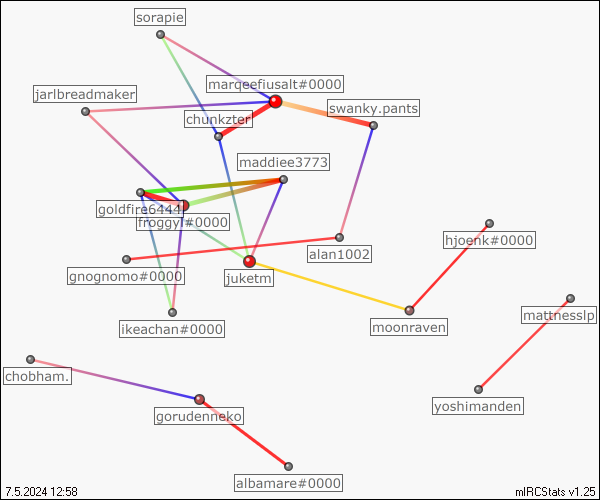 sorapie
marqeefiusalt#0000
jarlbreadmaker
swanky.pants
chunkzter
maddiee3773
goldfire6444
froggyf#0000
hjoenk#0000
alan1002
gnognomo#0000
juketm
mattnesslp
moonraven
ikeachan#0000
chobham.
yoshimanden
gorudenneko
albamare#0000
7.5.2024 12:58
mIRCStats v1.25